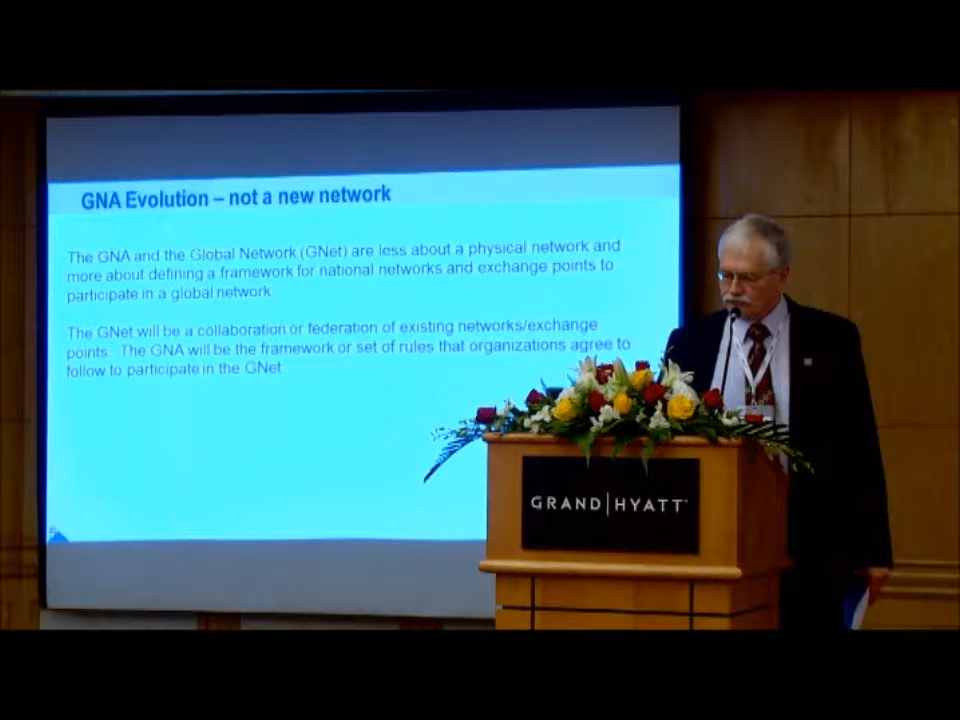 GNA Evolution – not a new network
The GNA and the Global Network (GNet) are less about a physical network and
more about defining a framework for national networks and exchange points to
participate in a global network
The GNet will be a collaboration or federation of existing networks/exchange
points. The GNA will be the framework or set of rules that organizations agree to
follow to participate in the GNet
GRAND|HYATT™